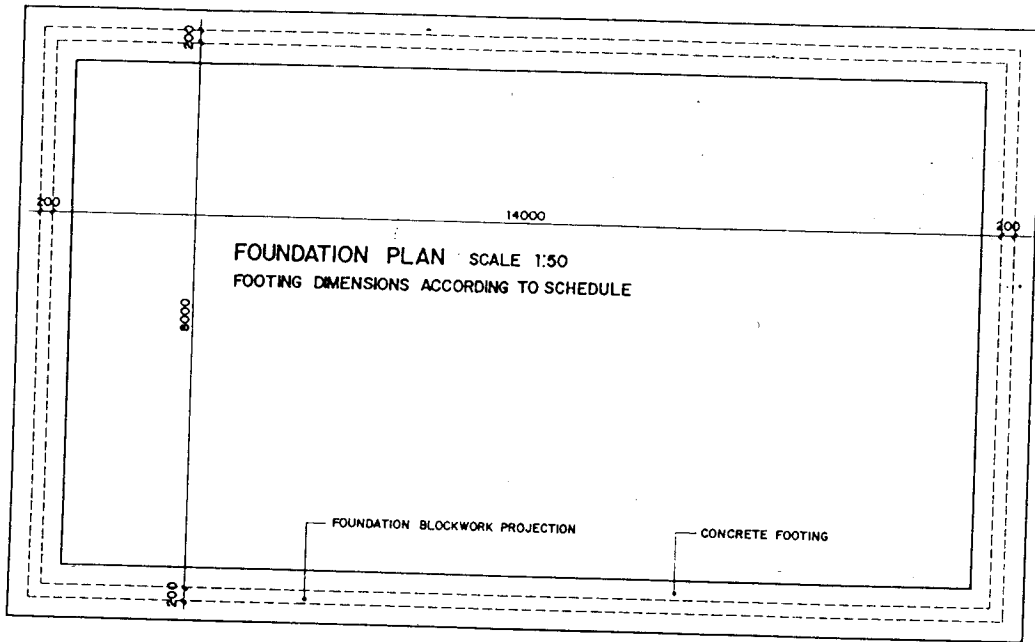 200
200
14000
200
FOUNDATION PLAN SCALE 1:50
FOOTING DIMENSIONS ACCORDING TO SCHEDULE
8000
FOUNDATION BLOCKWORK PROJECTION
CONCRETE FOOTING
200